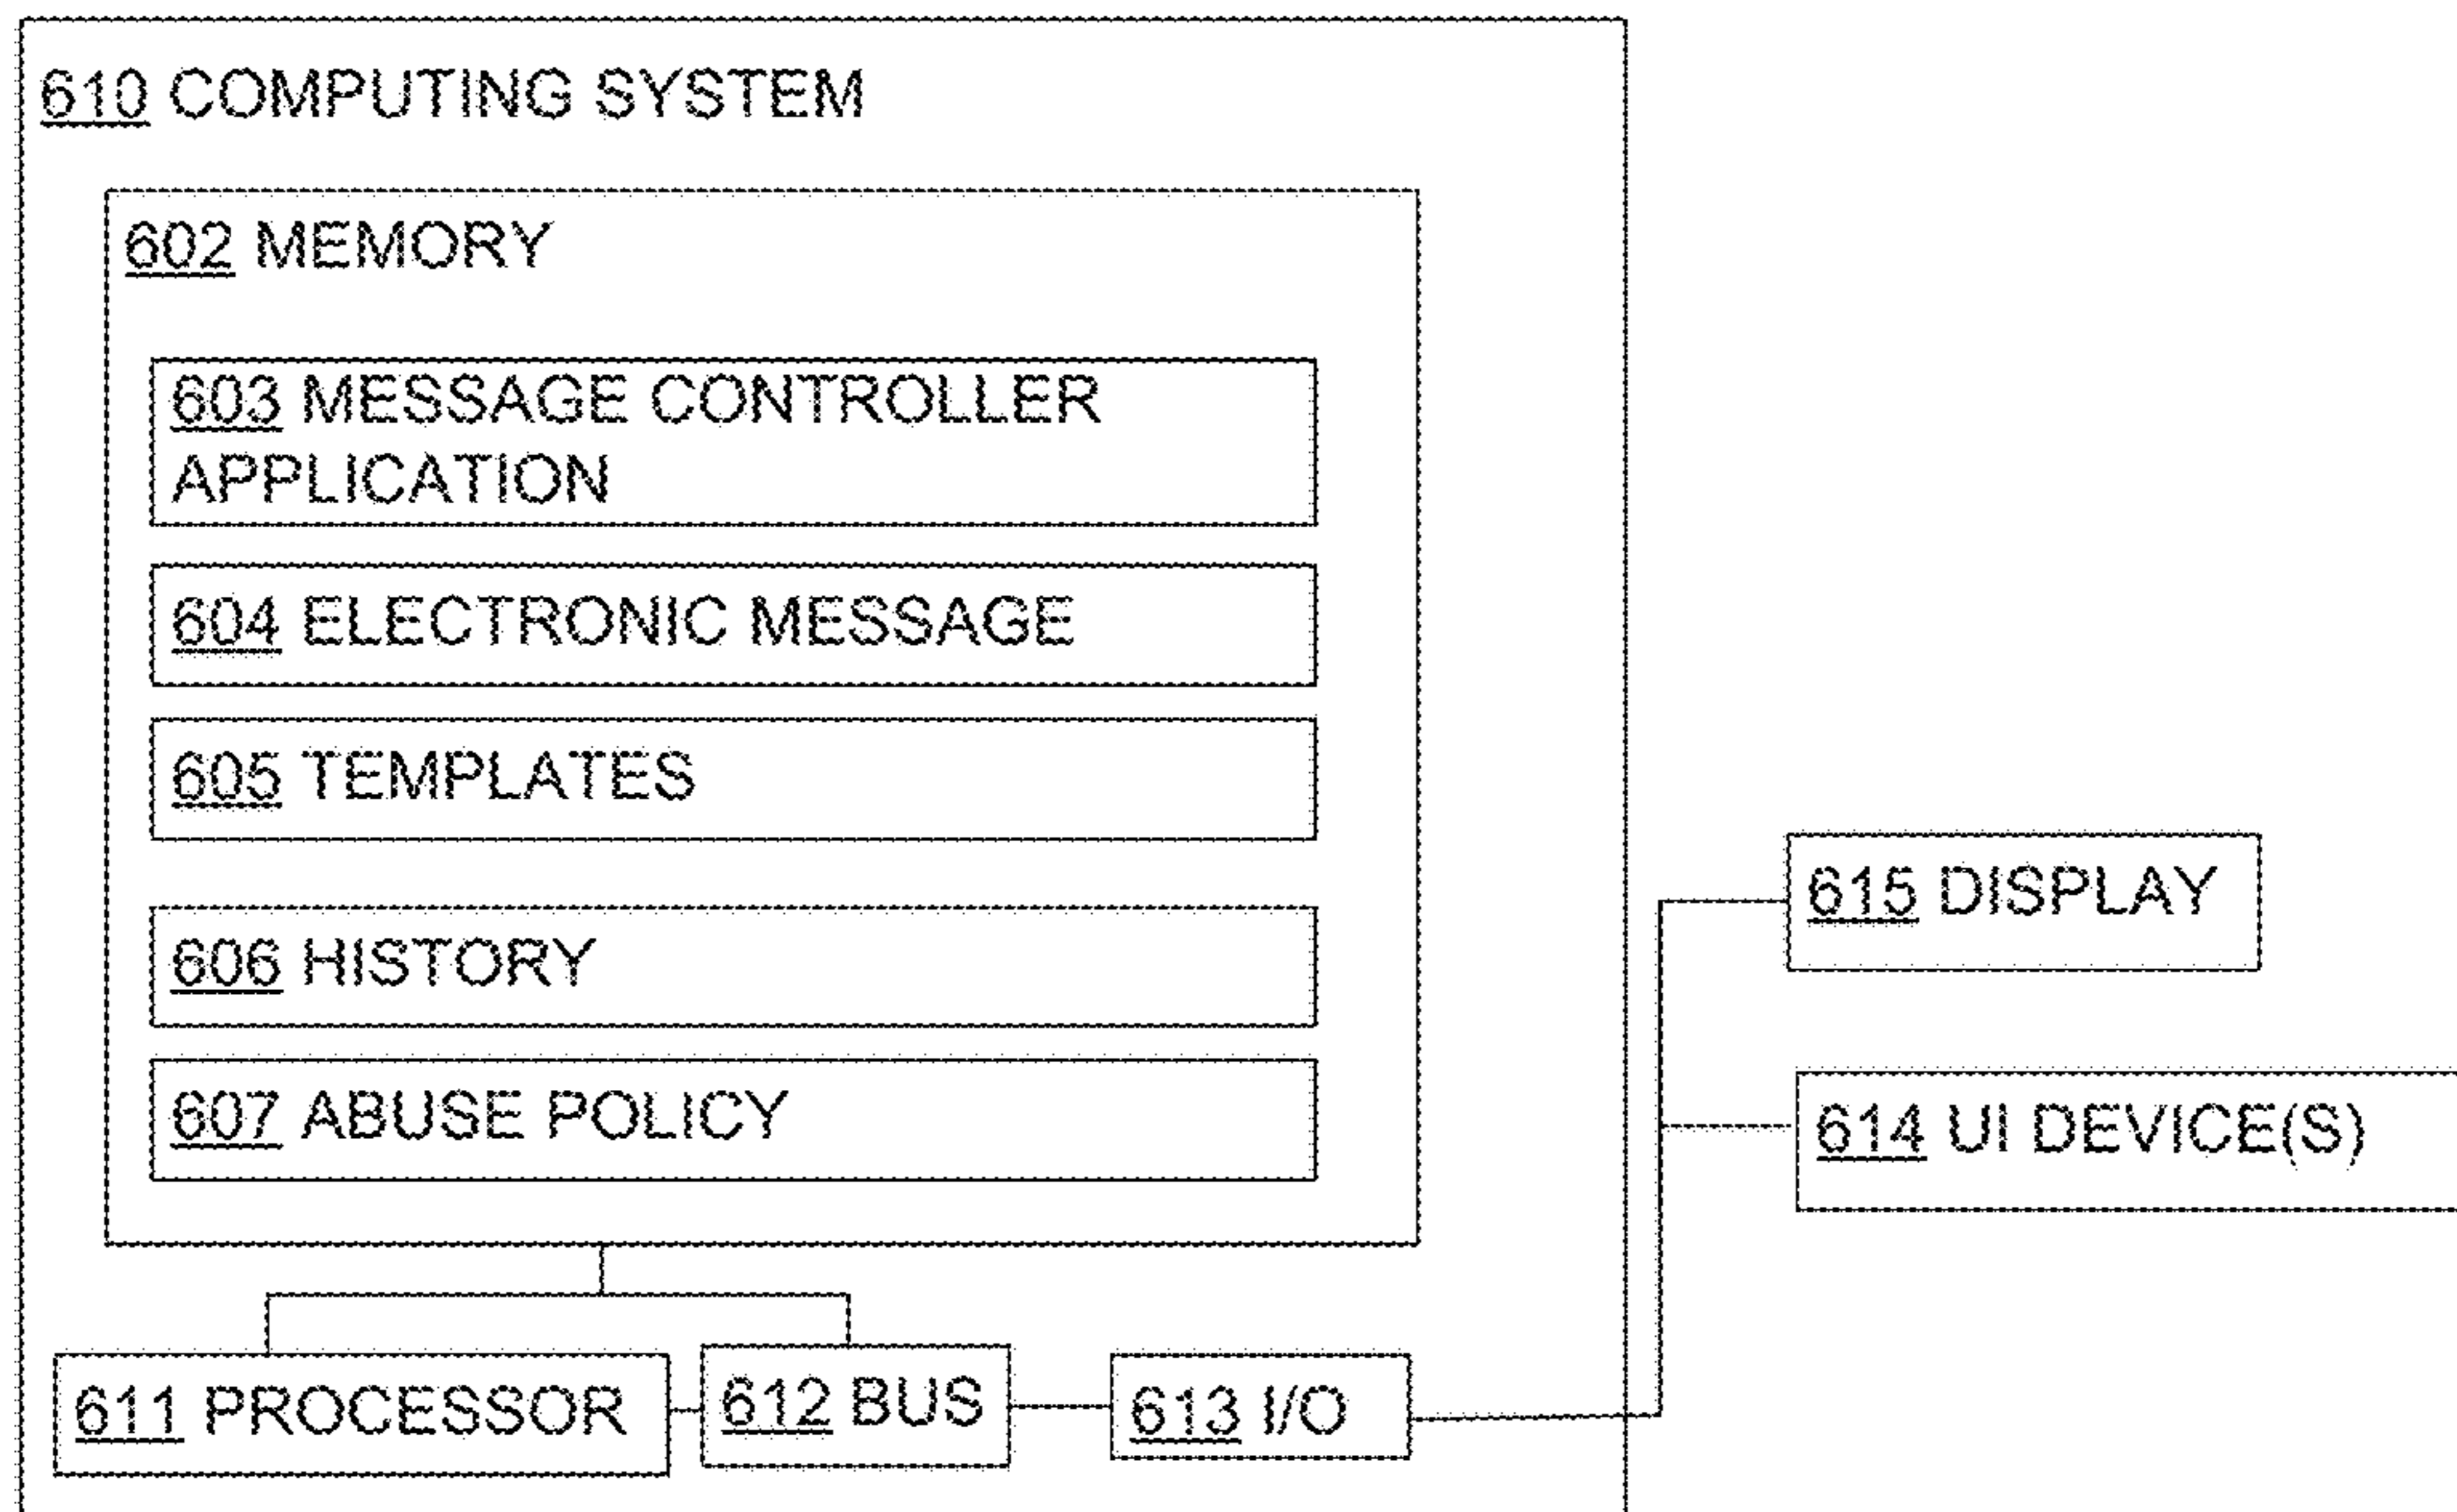 610 COMPUTING SYSTEM
602 MEMORY
603 MESSAGE CONTROLLER
APPLICATION
604 ELECTRONIC MESSAGE
605 TEMPLATES
606 HISTORY
607 ABUSE POLICY
615 DISPLAY
614 UI DEVICE(S)
611 PROCESSOR
612 BUS
613 I/O